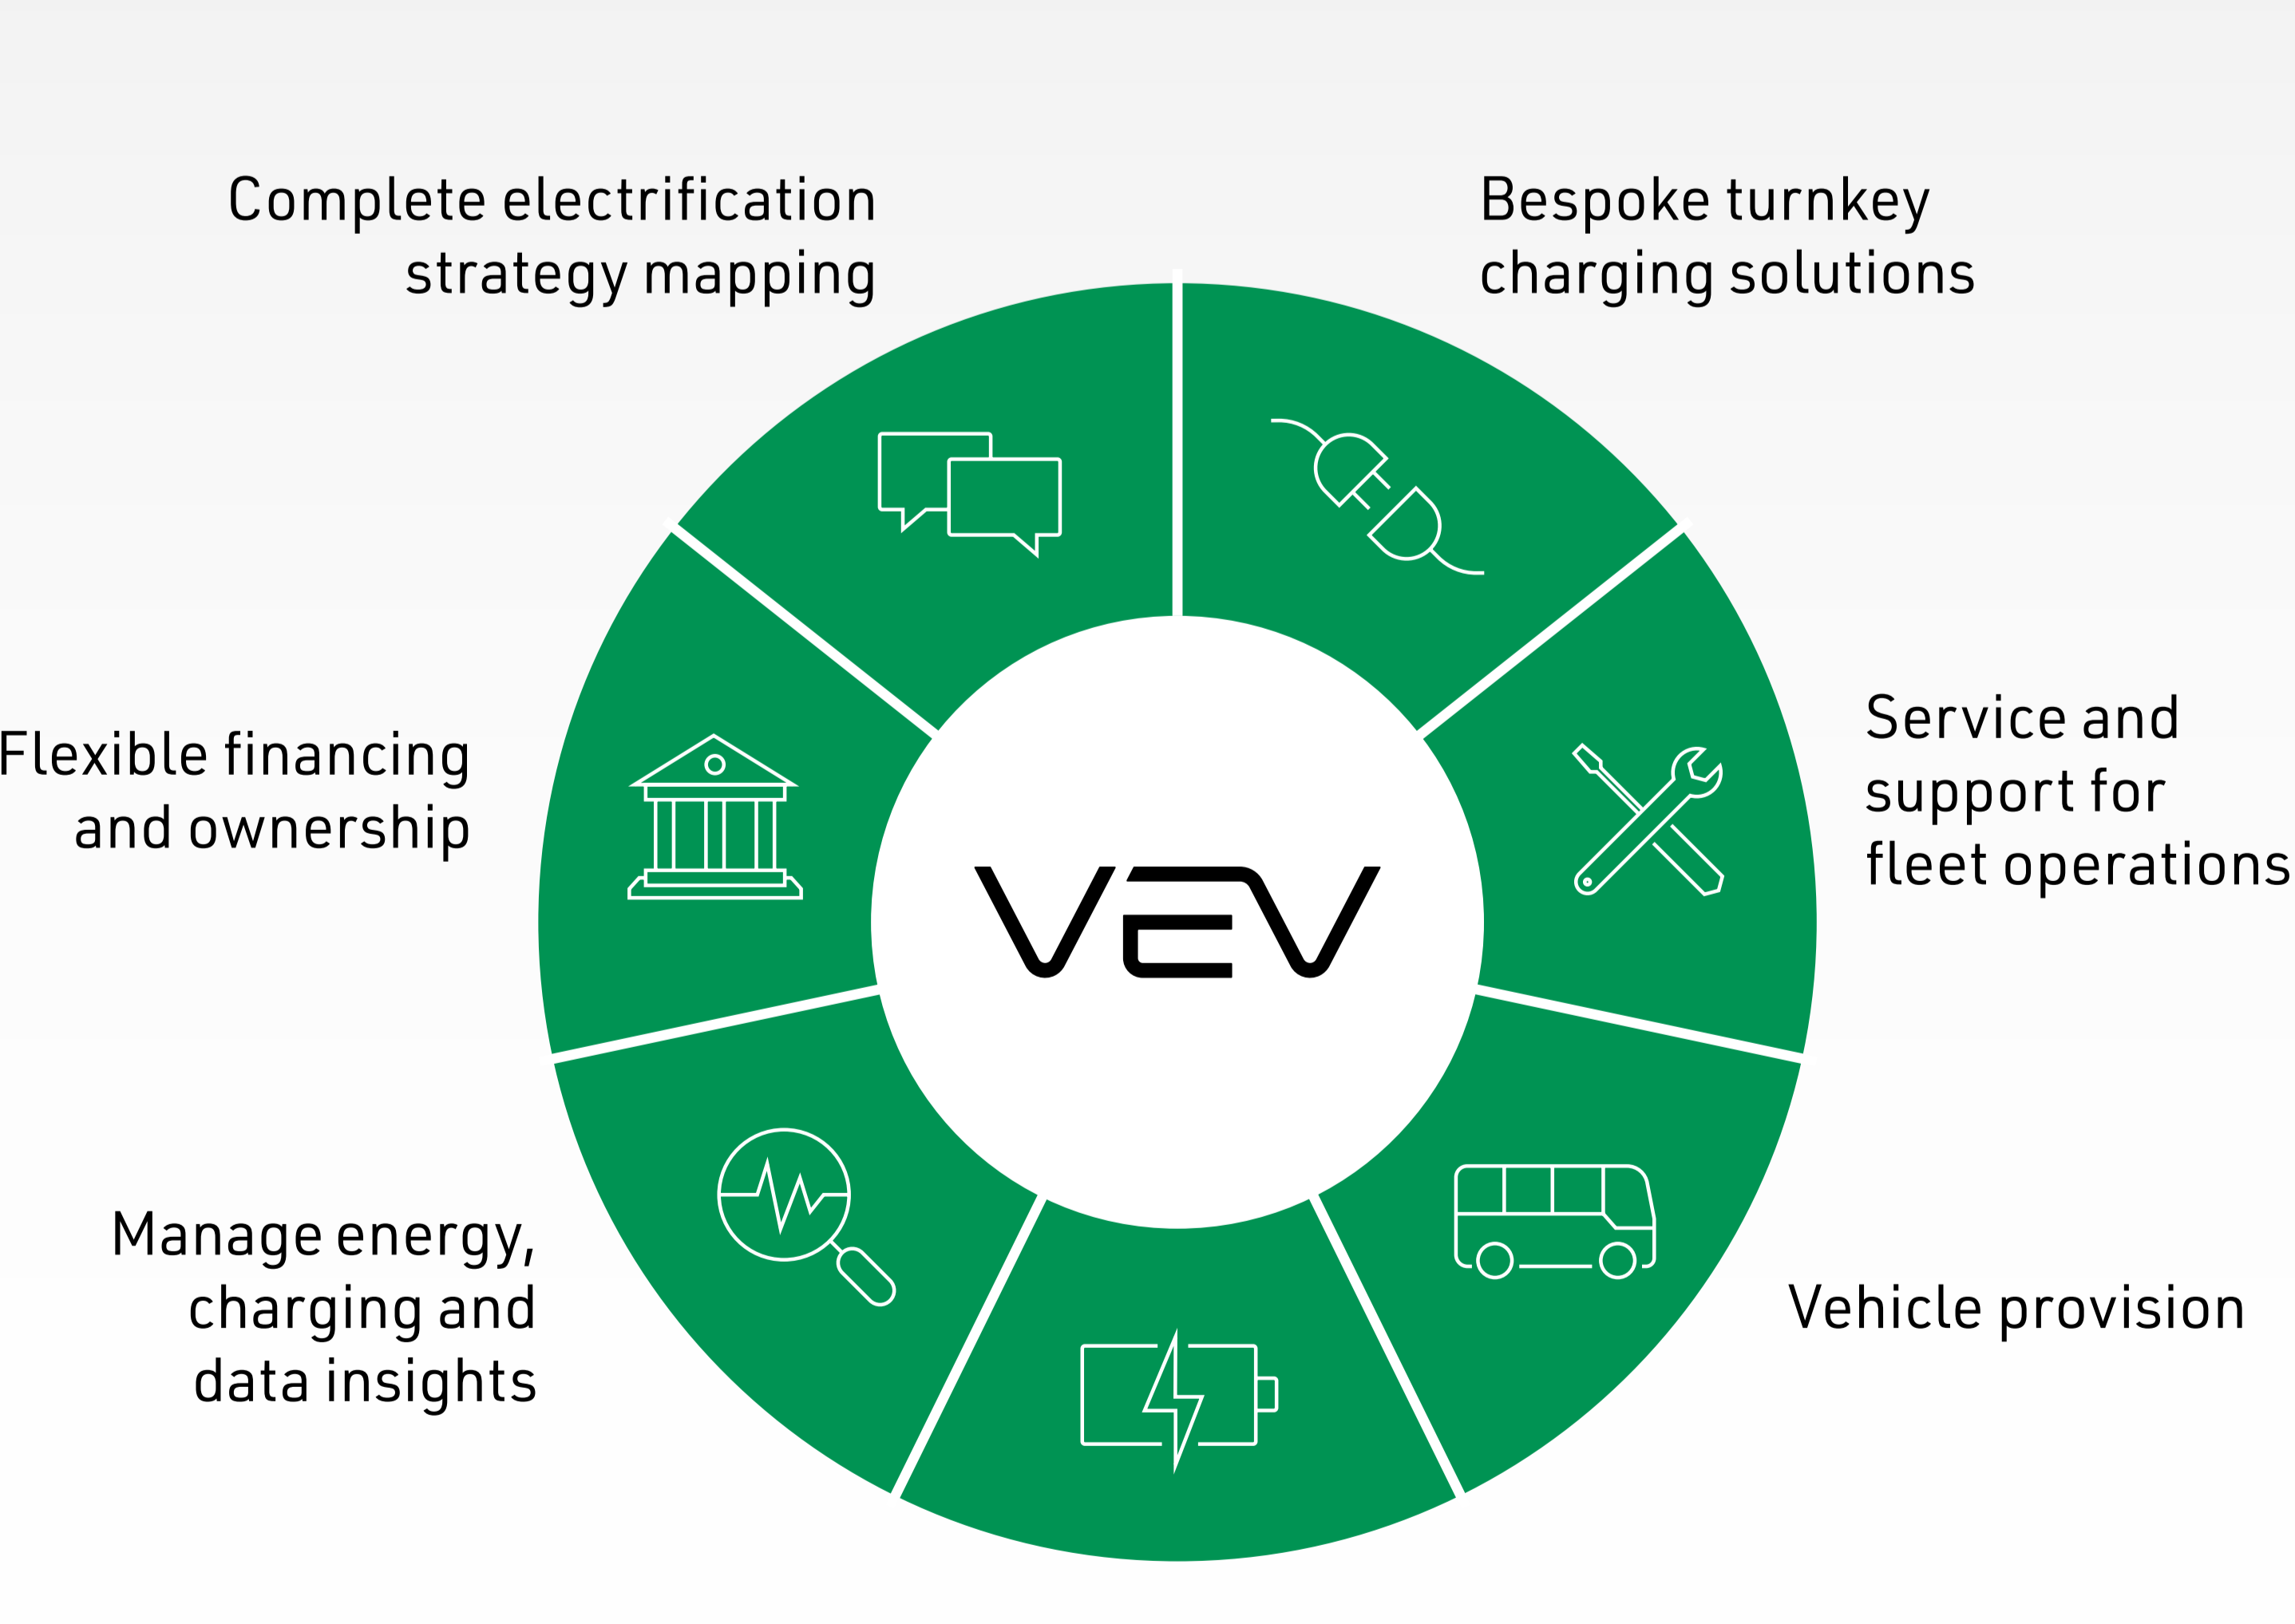 Complete electrification
strategy mapping
Bespoke turnkey
charging solutions
Service and
support for
fleet operations
Flexible financing
and ownership
VEV
Manage energy,
charging and
data insights
Vehicle provision